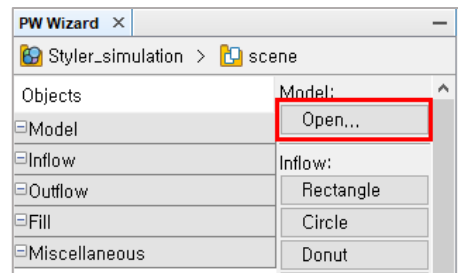 PW Wizard ×
Styler_simulation > scene
Objects
Model:
Open...
Model
Inflow
Inflow:
Outflow
Rectangle
Fill
Circle
Miscellaneous
Donut